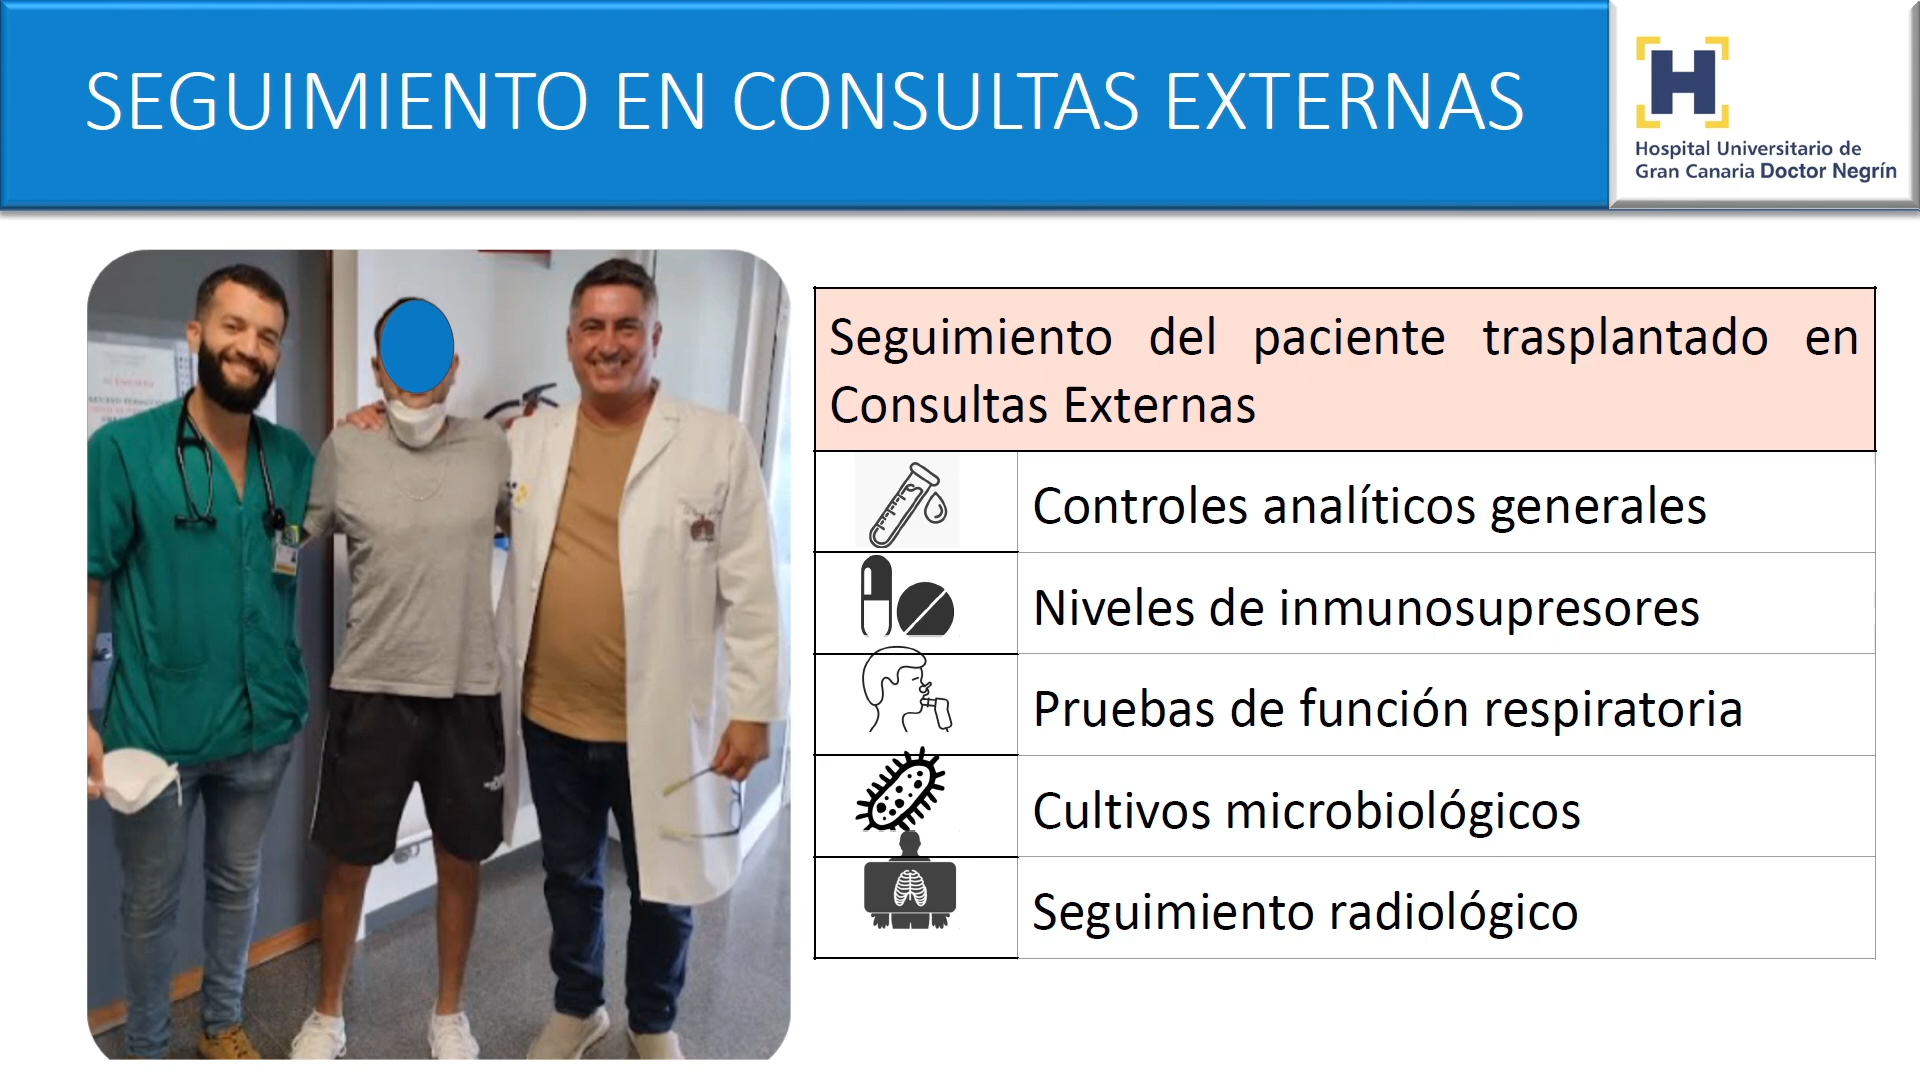 SEGUIMIENTO EN CONSULTAS EXTERNAS
Hospital Universitario de
Gran Canaria Doctor Negrín
Seguimiento del paciente trasplantado en
Consultas Externas
Controles analíticos generales
Niveles de inmunosupresores
Pruebas de función respiratoria
Cultivos microbiológicos
Seguimiento radiológico